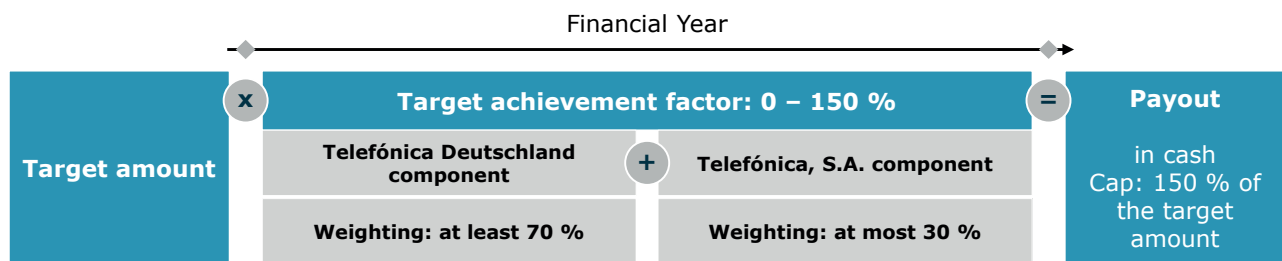 Financial Year
Target amount
x
Target achievement factor: 0 – 150 %
Telefónica Deutschland
component
+
Telefónica, S.A. component
Weighting: at least 70 %
Weighting: at most 30 %
=
Payout
in cash
Cap: 150 % of
the target
amount